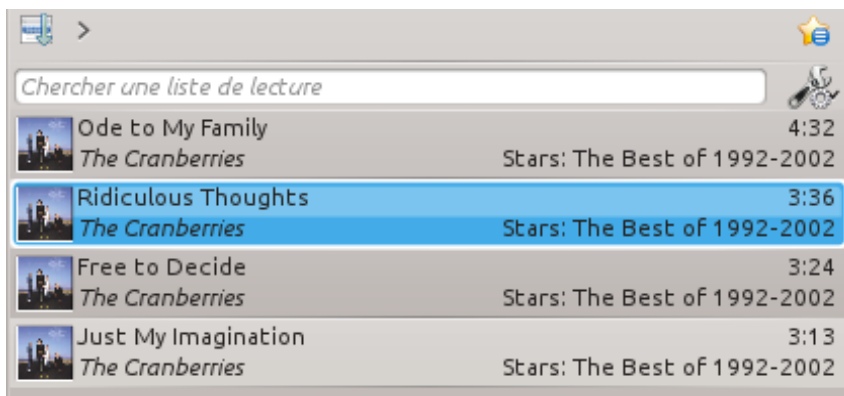 >
Chercher une liste de lecture
Ode to My Family 4:32
The Cranberries Stars: The Best of 1992-2002
Ridiculous Thoughts 3:36
The Cranberries Stars: The Best of 1992-2002
Free to Decide 3:24
The Cranberries Stars: The Best of 1992-2002
Just My Imagination 3:13
The Cranberries Stars: The Best of 1992-2002